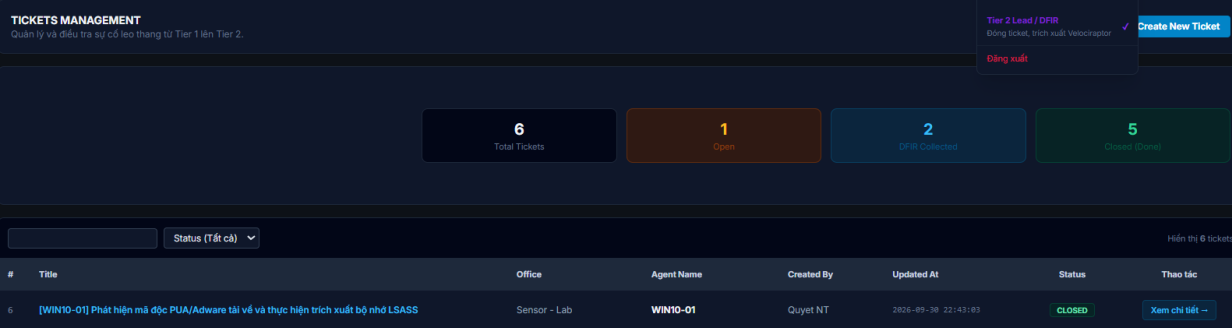 TICKETS MANAGEMENT
Quản lý và điều tra sự cố leo thang từ Tier 1 lên Tier 2.
Tier 2 Lead / DFIR
Đóng ticket, trích xuất Velociraptor
✓
Create New Ticket
Đăng xuất
6
Total Tickets
1
Open
2
DFIR Collected
5
Closed (Done)
Status (Tất cả)
Hiển thị 6 tickets
# Title Office Agent Name Created By Updated At Status Thao tác
6 [WIN10-01] Phát hiện mã độc PUA/Adware tải về và thực hiện trích xuất bộ nhớ LSASS Sensor - Lab WIN10-01 Quyet NT 2026-09-30 22:43:03 CLOSED Xem chi tiết →